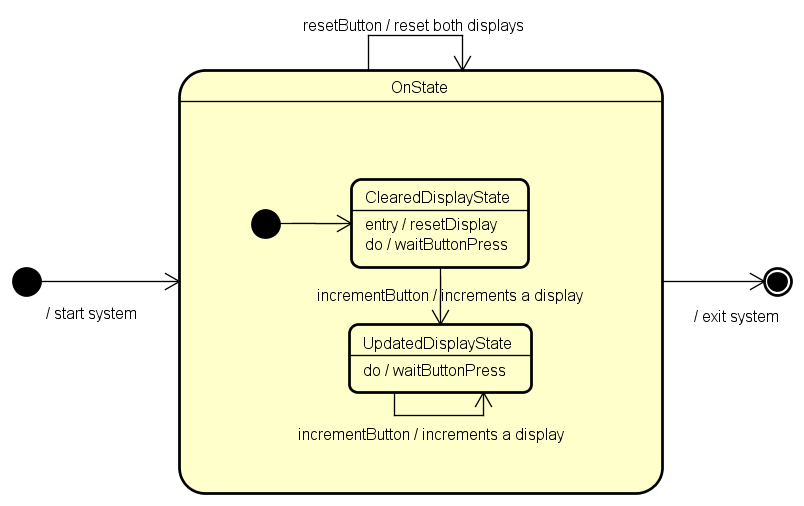 resetButton / reset both displays
OnState
ClearedDisplayState
entry / resetDisplay
do / waitButtonPress
/ start system
incrementButton / increments a display
/ exit system
UpdatedDisplayState
do / waitButtonPress
incrementButton / increments a display